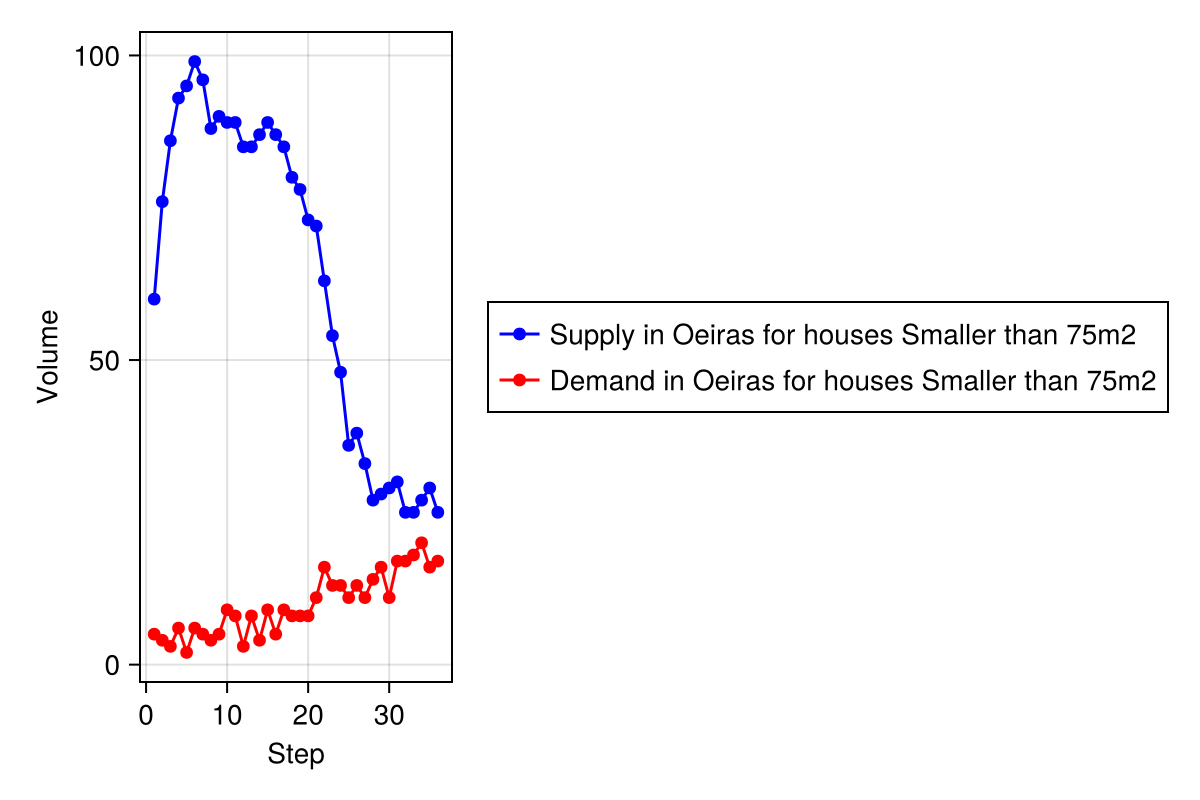 100
50
0
Volume
0 10 20 30
Step
Supply in Oeiras for houses Smaller than 75m2
Demand in Oeiras for houses Smaller than 75m2